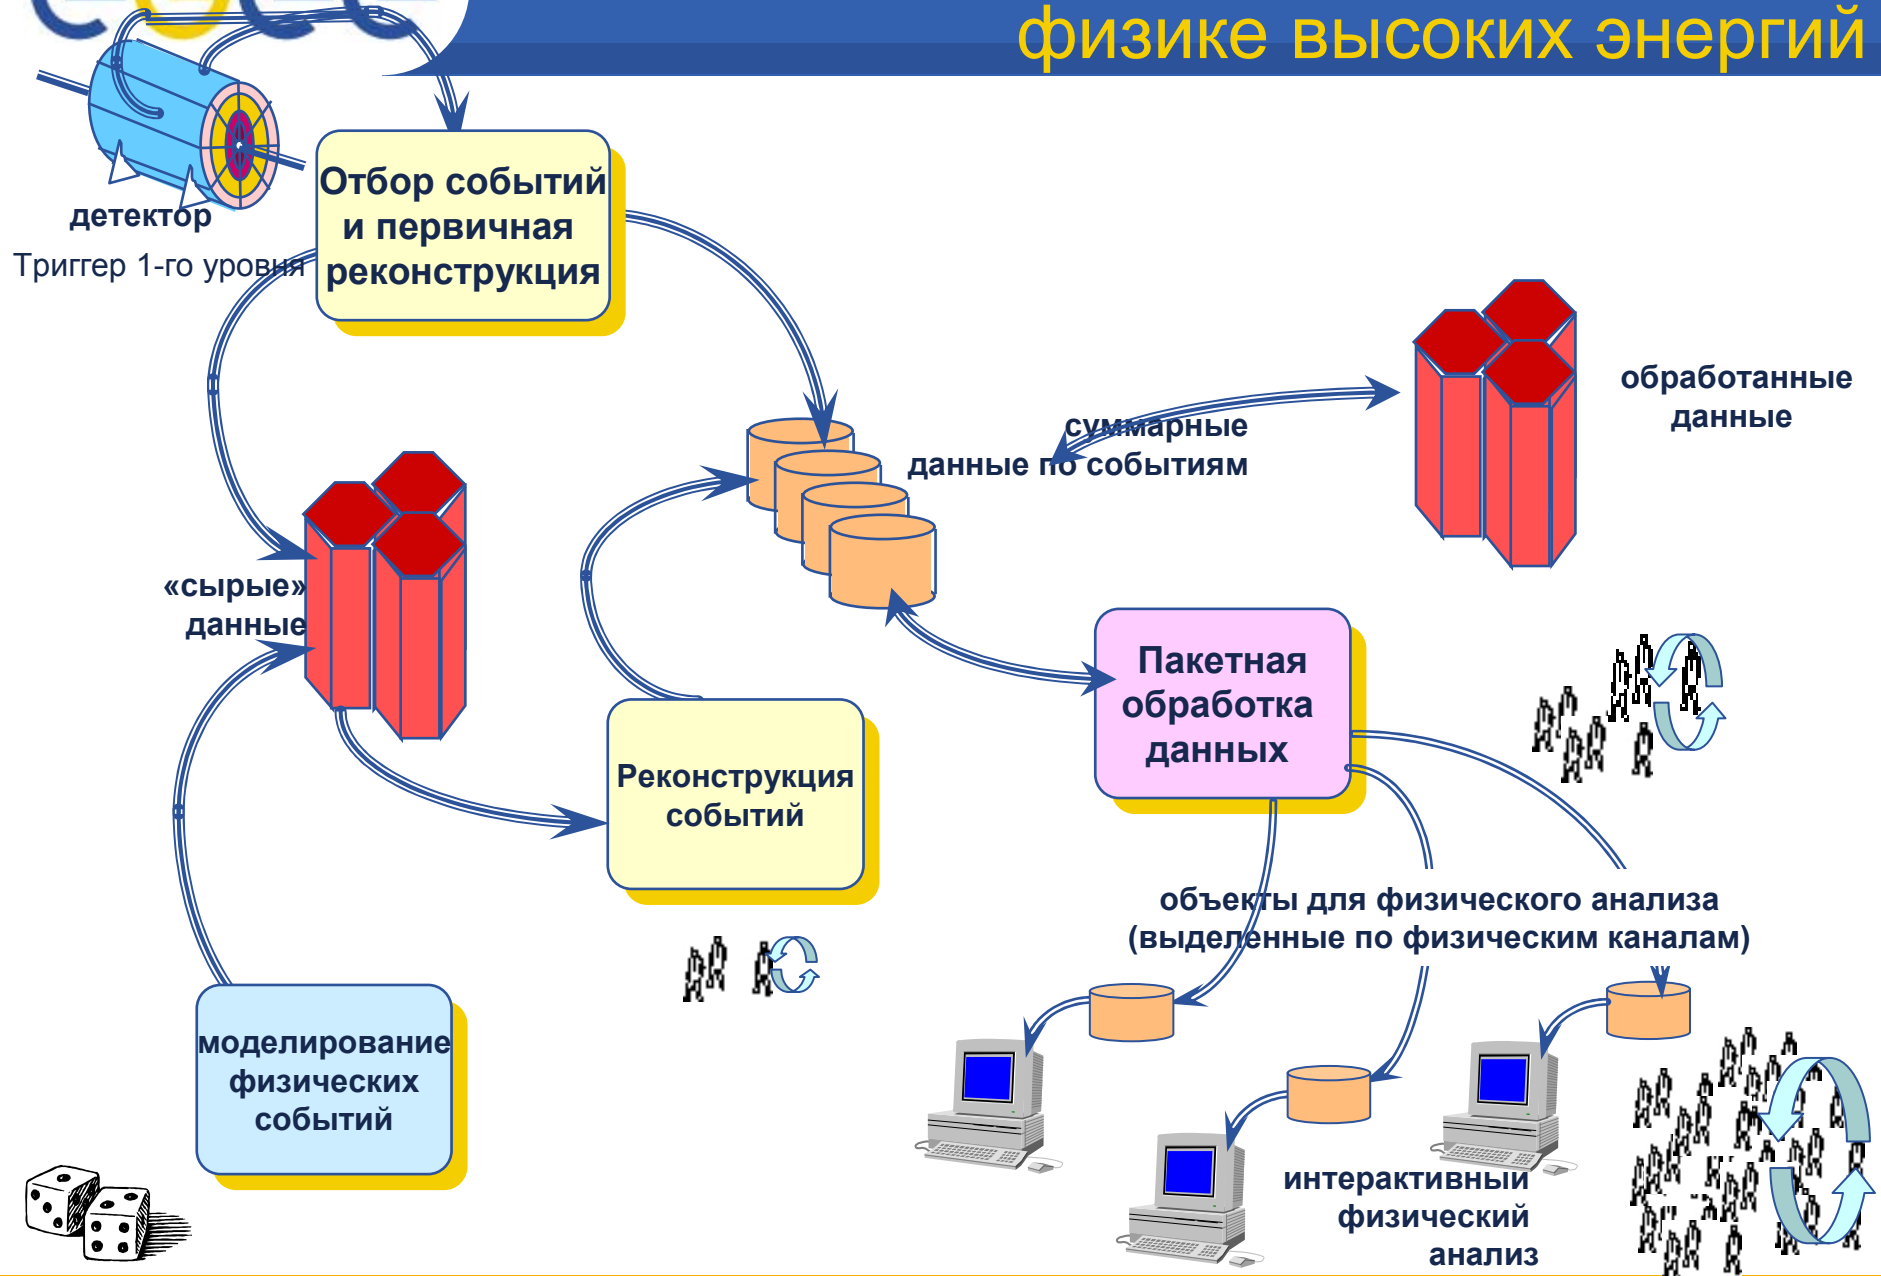 физике высоких энергий
детектор
Триггер 1-го уровня
Отбор событий
и первичная
реконструкция
обработанные
данные
суммарные
данные по событиям
«сырые»
данные
Пакетная
обработка
данных
Реконструкция
событий
объекты для физического анализа
(выделенные по физическим каналам)
моделирование
физических
событий
интерактивный
физический
анализ